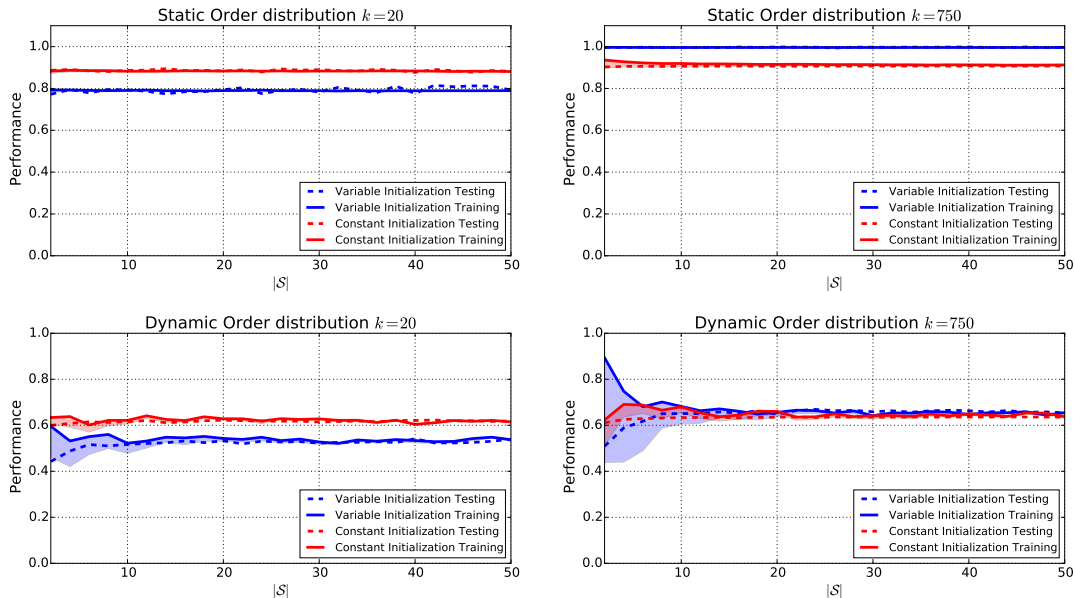 Static Order distribution k=20
1.0
0.8
0.6
0.4
0.2
0.0
Performance
10 20 30 40 50
|S|
Variable Initialization Testing
Variable Initialization Training
Constant Initialization Testing
Constant Initialization Training
Static Order distribution k=750
1.0
0.8
0.6
0.4
0.2
0.0
Performance
10 20 30 40 50
|S|
Variable Initialization Testing
Variable Initialization Training
Constant Initialization Testing
Constant Initialization Training
Dynamic Order distribution k=20
1.0
0.8
0.6
0.4
0.2
0.0
Performance
10 20 30 40 50
|S|
Variable Initialization Testing
Variable Initialization Training
Constant Initialization Testing
Constant Initialization Training
Dynamic Order distribution k=750
1.0
0.8
0.6
0.4
0.2
0.0
Performance
10 20 30 40 50
|S|
Variable Initialization Testing
Variable Initialization Training
Constant Initialization Testing
Constant Initialization Training